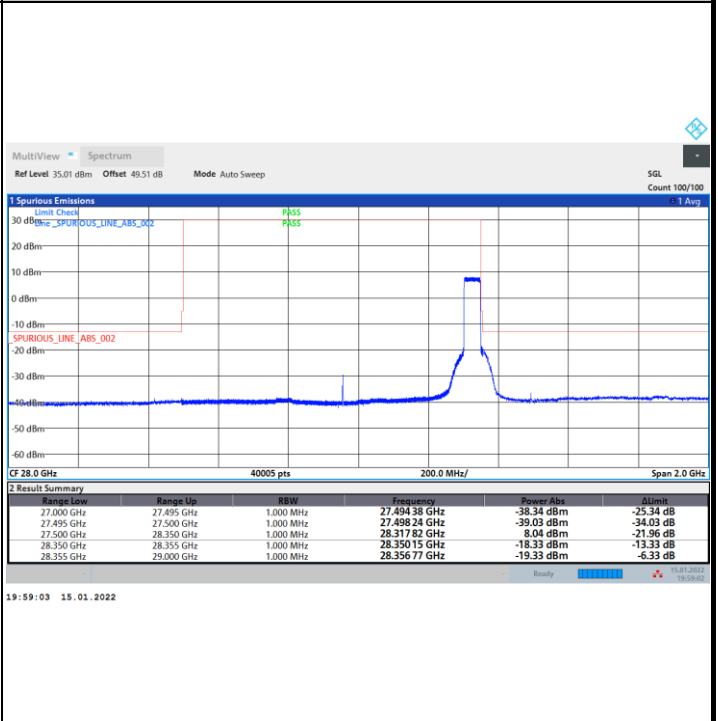 MultiView Spectrum
Ref Level 35.01 dBm Offset 49.51 dB Mode Auto Sweep SGL
Count 100/100
1 Spurious Emissions 1 Avg
Limit Check PASS
30 dBm
Line _SPURIOUS_LINE_ABS_002 PASS
20 dBm
10 dBm
0 dBm
-10 dBm
_SPURIOUS_LINE_ABS_002
-20 dBm
-30 dBm
-40 dBm
-50 dBm
-60 dBm
CF 28.0 GHz 40005 pts 200.0 MHz/ Span 2.0 GHz
2 Result Summary
Range Low Range Up RBW Frequency Power Abs ΔLimit
27.000 GHz 27.495 GHz 1.000 MHz 27.494 38 GHz -38.34 dBm -25.34 dB
27.495 GHz 27.500 GHz 1.000 MHz 27.498 24 GHz -39.03 dBm -34.03 dB
27.500 GHz 28.350 GHz 1.000 MHz 28.317 82 GHz 8.04 dBm -21.96 dB
28.350 GHz 28.355 GHz 1.000 MHz 28.350 15 GHz -18.33 dBm -13.33 dB
28.355 GHz 29.000 GHz 1.000 MHz 28.356 77 GHz -19.33 dBm -6.33 dB
Ready 15.01.2022
19:59:02
19:59:03 15.01.2022